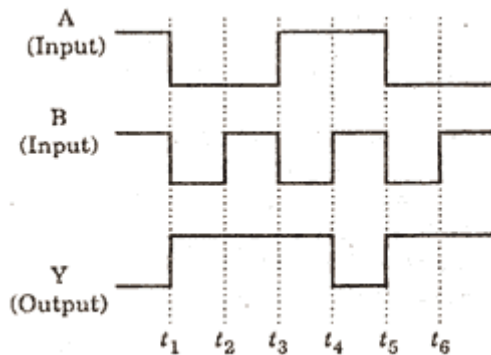 A
(Input)
B
(Input)
Y
(Output)
t₁ t₂ t₃ t₄ t₅ t₆